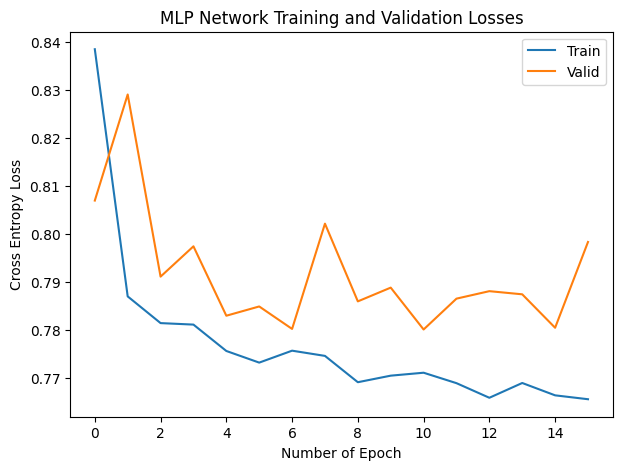 MLP Network Training and Validation Losses
Train
Valid
0.84
0.83
0.82
0.81
0.80
0.79
0.78
0.77
Cross Entropy Loss
0 2 4 6 8 10 12 14
Number of Epoch